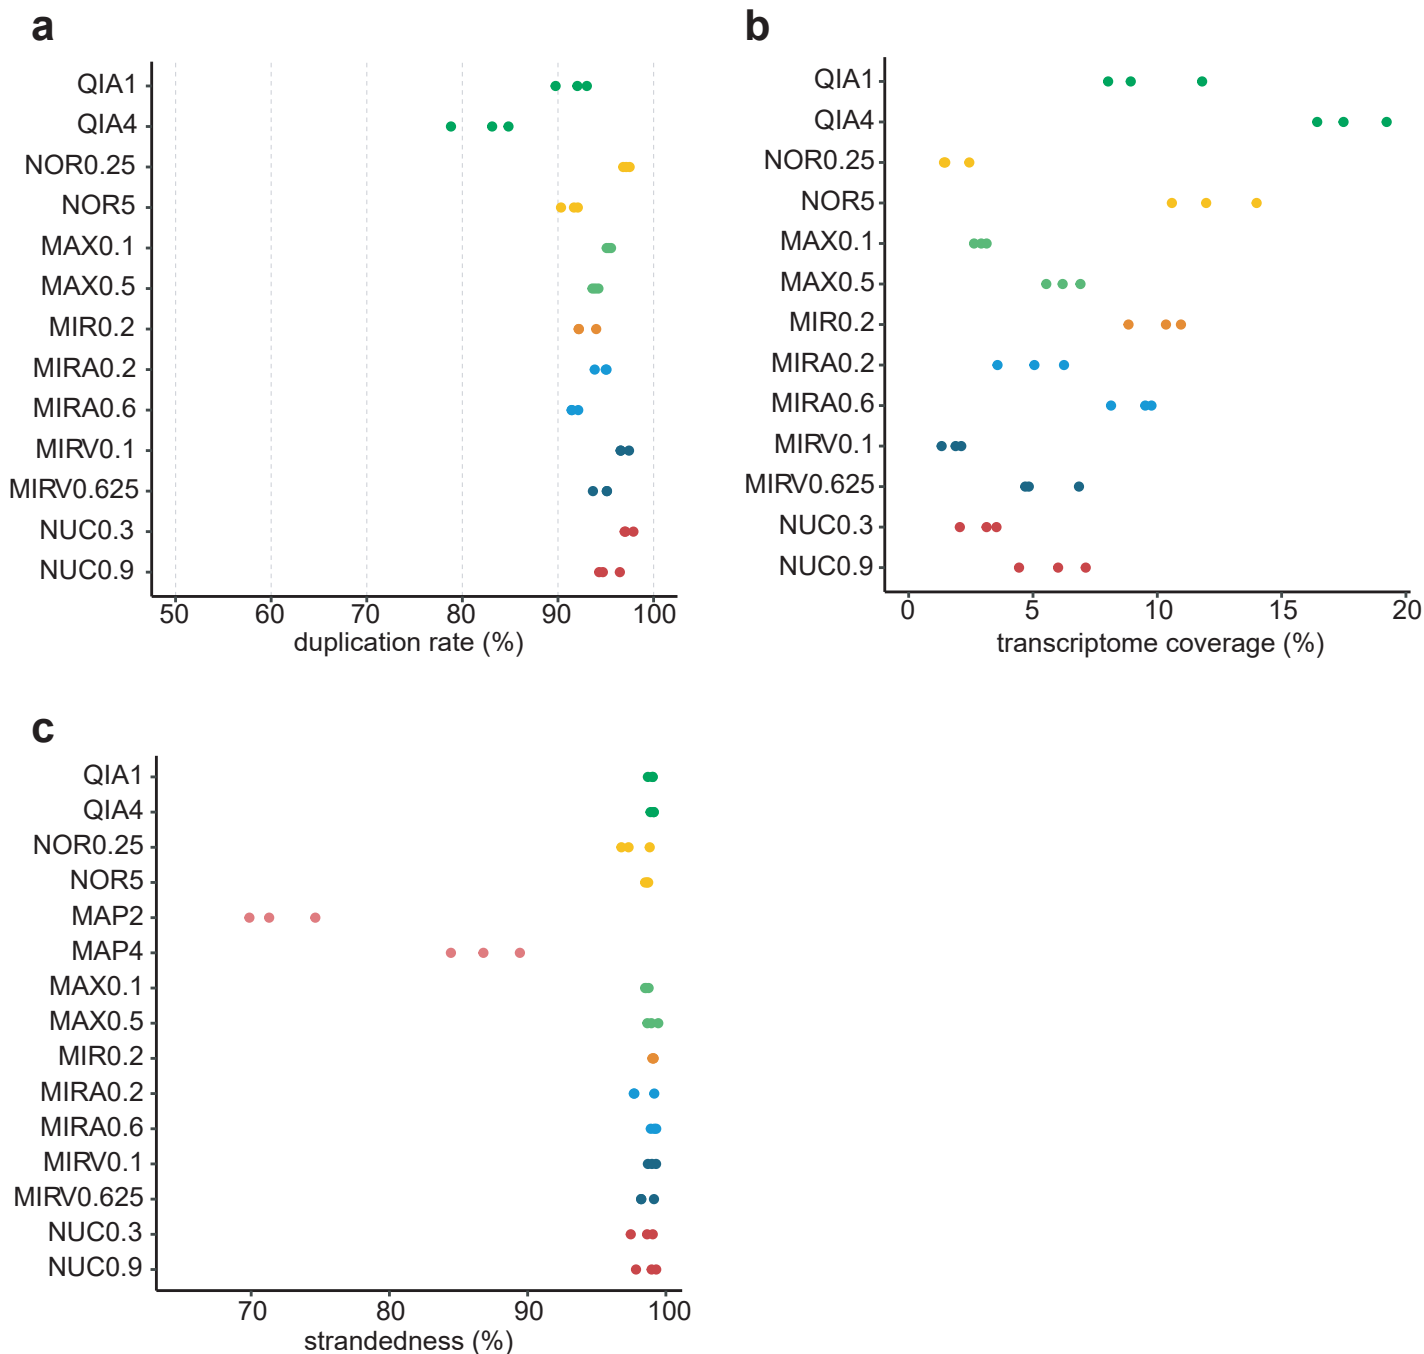 a
QIA1
QIA4
NOR0.25
NOR5
MAX0.1
MAX0.5
MIR0.2
MIRA0.2
MIRA0.6
MIRV0.1
MIRV0.625
NUC0.3
NUC0.9
50 60 70 80 90 100
duplication rate (%)
b
QIA1
QIA4
NOR0.25
NOR5
MAX0.1
MAX0.5
MIR0.2
MIRA0.2
MIRA0.6
MIRV0.1
MIRV0.625
NUC0.3
NUC0.9
0 5 10 15 20
transcriptome coverage (%)
c
QIA1
QIA4
NOR0.25
NOR5
MAP2
MAP4
MAX0.1
MAX0.5
MIR0.2
MIRA0.2
MIRA0.6
MIRV0.1
MIRV0.625
NUC0.3
NUC0.9
70 80 90 100
strandedness (%)